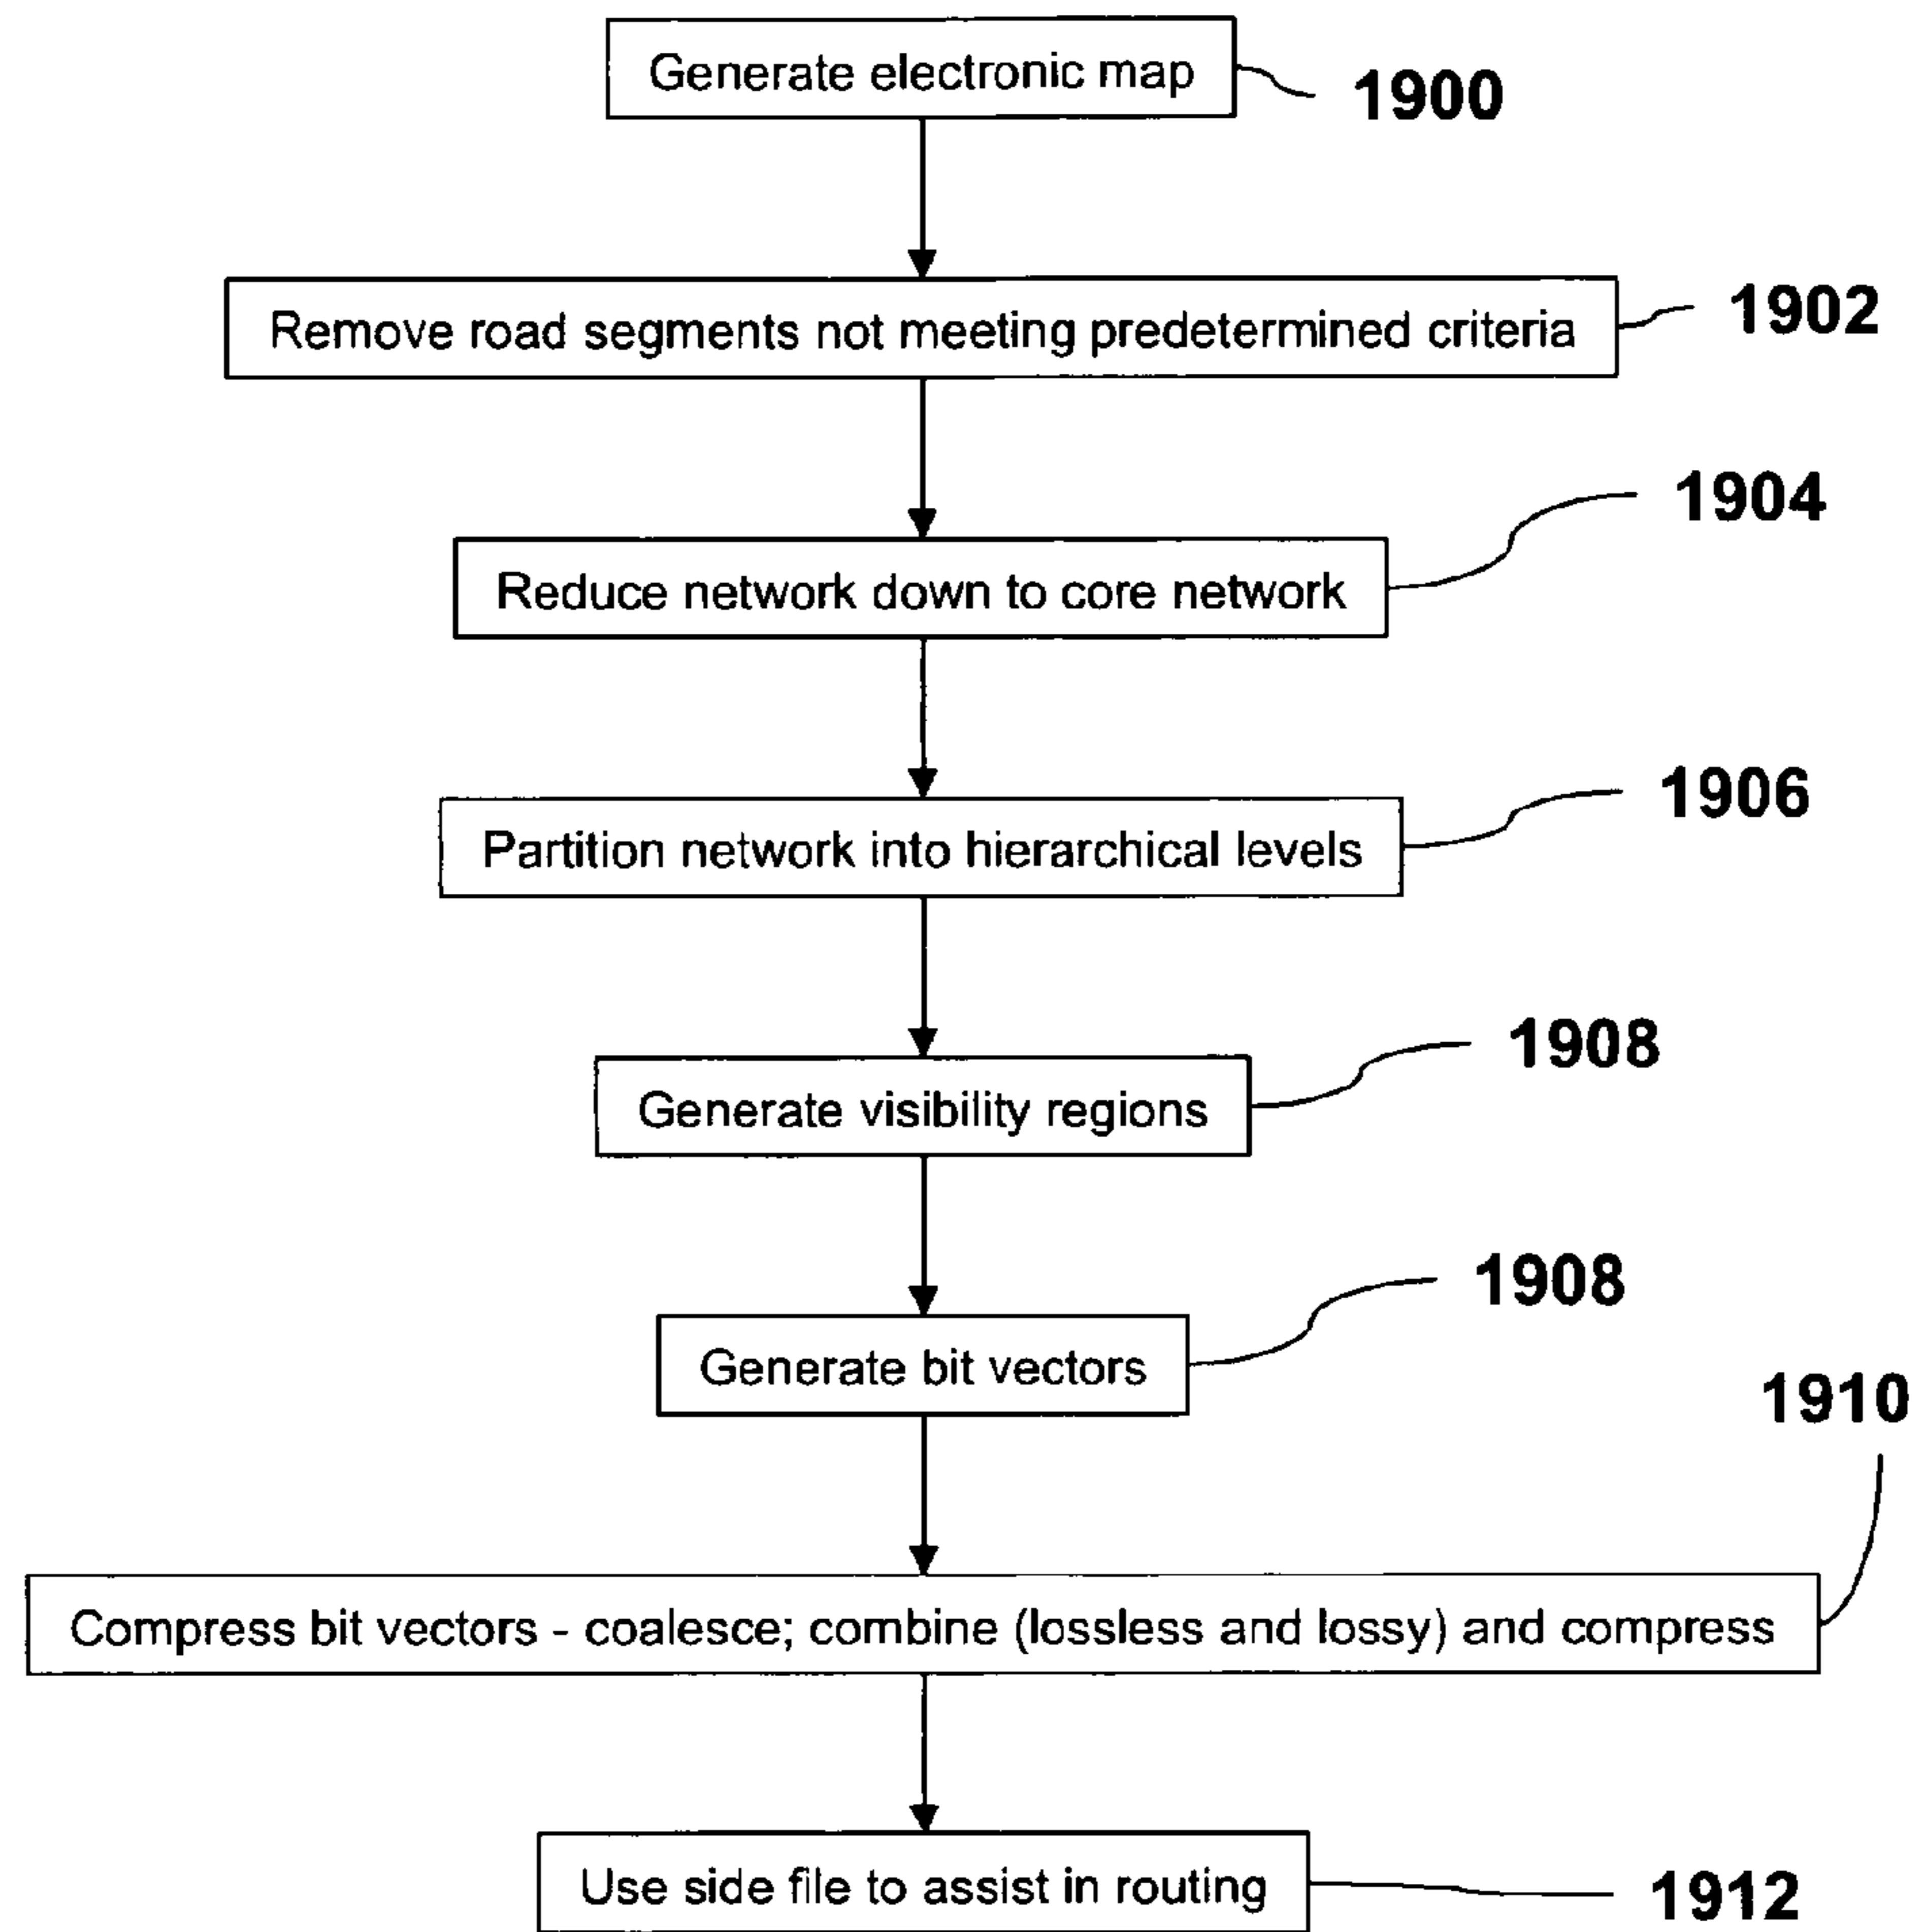 Generate electronic map
1900
Remove road segments not meeting predetermined criteria
1902
1904
Reduce network down to core network
1906
Partition network into hierarchical levels
1908
Generate visibility regions
1908
Generate bit vectors
1910
Compress bit vectors - coalesce; combine (lossless and lossy) and compress
Use side file to assist in routing
1912